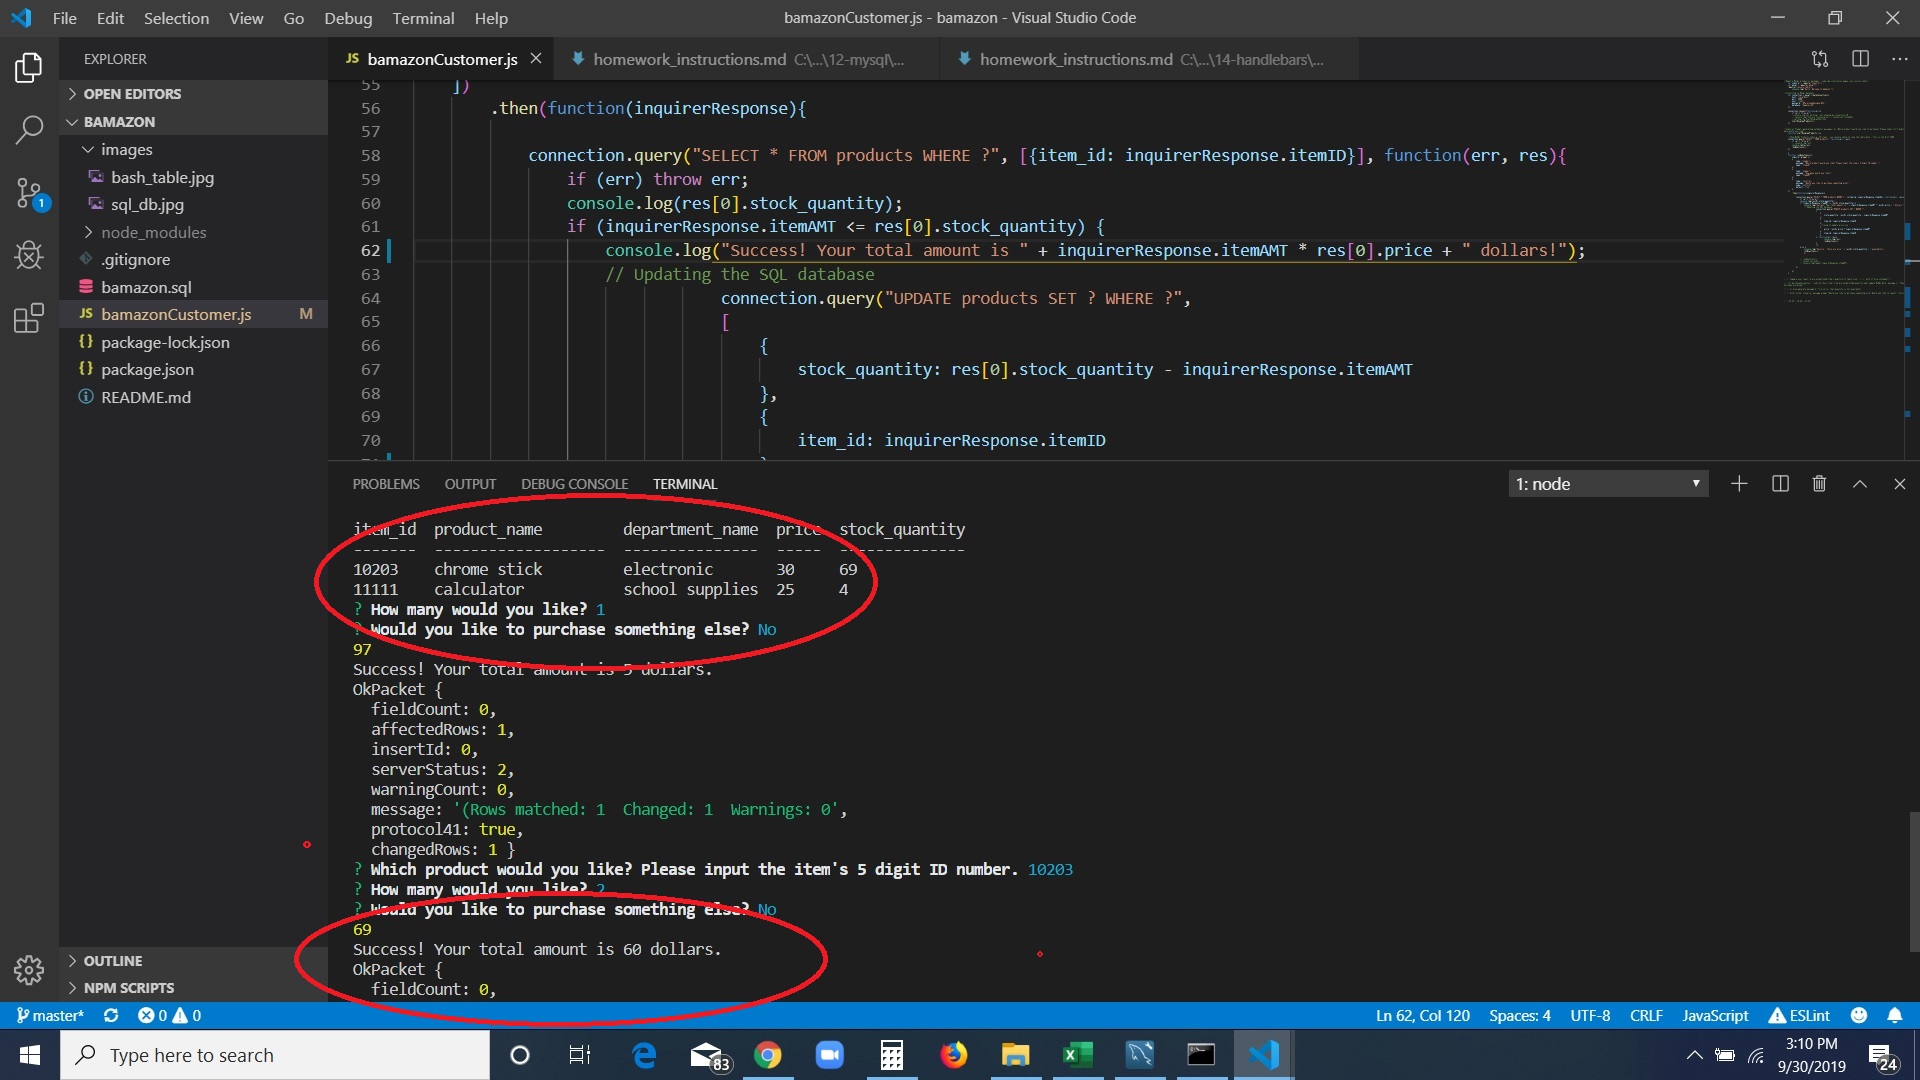 File Edit Selection View Go Debug Terminal Help
bamazonCustomer.js - bamazon - Visual Studio Code
EXPLORER
OPEN EDITORS
BAMAZON
images
bash_table.jpg
sql_db.jpg
node_modules
.gitignore
bamazon.sql
JS bamazonCustomer.js M
{} package-lock.json
{} package.json
README.md
OUTLINE
NPM SCRIPTS
1
JS bamazonCustomer.js
homework_instructions.md C:\...\12-mysql\...
homework_instructions.md C:\...\14-handlebars\...
55 ])
56 .then(function(inquirerResponse){
57
58 connection.query("SELECT * FROM products WHERE ?", [{item_id: inquirerResponse.itemID}], function(err, res){
59 if (err) throw err;
60 console.log(res[0].stock_quantity);
61 if (inquirerResponse.itemAMT <= res[0].stock_quantity) {
62 console.log("Success! Your total amount is " + inquirerResponse.itemAMT * res[0].price + " dollars!");
63 // Updating the SQL database
64 connection.query("UPDATE products SET ? WHERE ?",
65 [
66 {
67 stock_quantity: res[0].stock_quantity - inquirerResponse.itemAMT
68 },
69 {
70 item_id: inquirerResponse.itemID
PROBLEMS OUTPUT DEBUG CONSOLE TERMINAL
1: node
item_id product_name department_name price stock_quantity
------- ------------------- --------------- ----- --------------
10203 chrome stick electronic 30 69
11111 calculator school supplies 25 4
? How many would you like? 1
? Would you like to purchase something else? No
97
Success! Your total amount is 5 dollars.
OkPacket {
fieldCount: 0,
affectedRows: 1,
insertId: 0,
serverStatus: 2,
warningCount: 0,
message: '(Rows matched: 1  Changed: 1  Warnings: 0',
protocol41: true,
changedRows: 1 }
? Which product would you like? Please input the item's 5 digit ID number. 10203
? How many would you like? 2
? Would you like to purchase something else? No
69
Success! Your total amount is 60 dollars.
OkPacket {
fieldCount: 0,
master* 0 0
Ln 62, Col 120 Spaces: 4 UTF-8 CRLF JavaScript ESLint
Type here to search
83
3:10 PM
9/30/2019
24